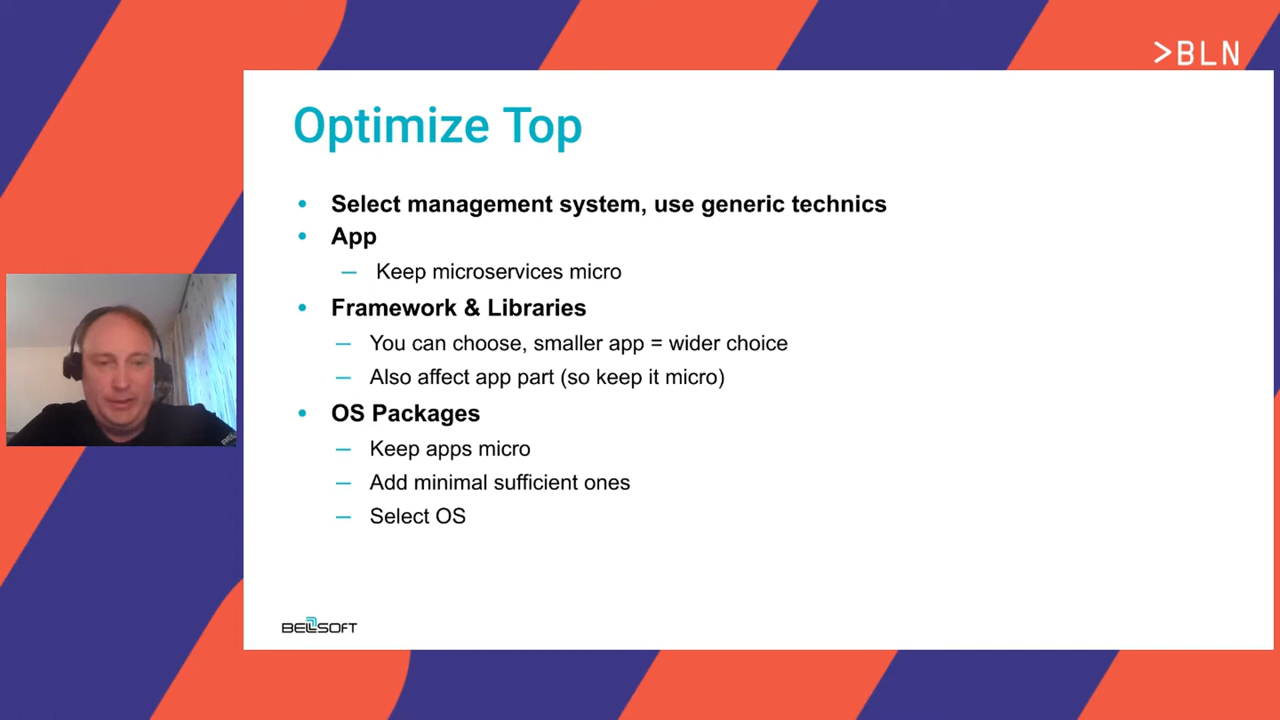 >BLN
Optimize Top
• Select management system, use generic technics
• App
— Keep microservices micro
• Framework & Libraries
— You can choose, smaller app = wider choice
— Also affect app part (so keep it micro)
• OS Packages
— Keep apps micro
— Add minimal sufficient ones
— Select OS
BELLSOFT